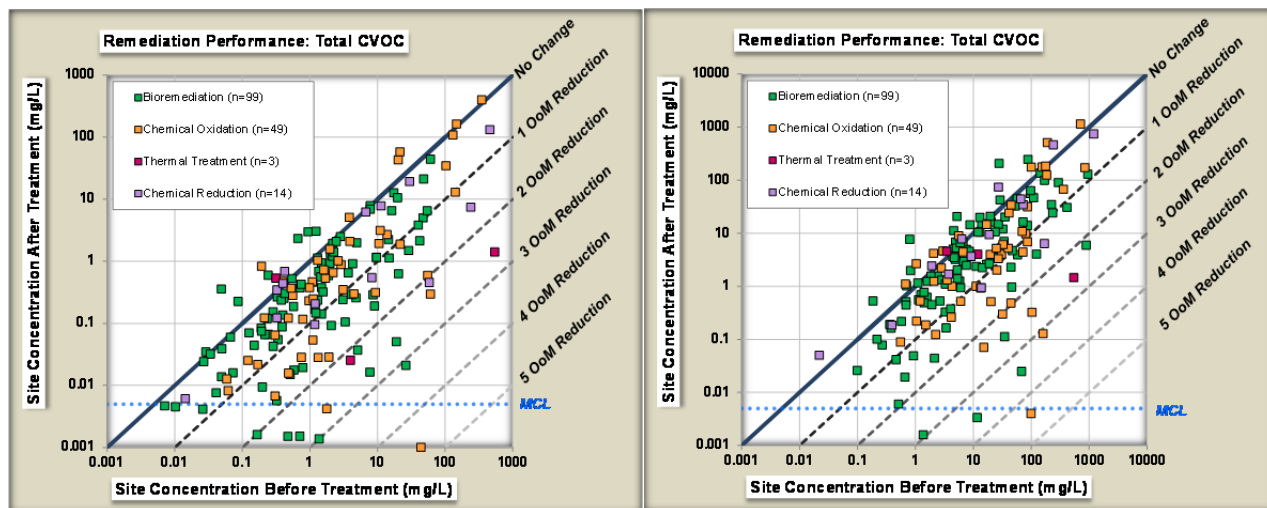 Remediation Performance: Total CVOC
Site Concentration After Treatment (mg/L)
1000
100
10
1
0.1
0.01
0.001
Bioremediation (n=99)
Chemical Oxidation (n=49)
Thermal Treatment (n=3)
Chemical Reduction (n=14)
No Change
1 OoM Reduction
2 OoM Reduction
3 OoM Reduction
4 OoM Reduction
5 OoM Reduction
MCL
0.001 0.01 0.1 1 10 100 1000
Site Concentration Before Treatment (mg/L)
Remediation Performance: Total CVOC
Site Concentration After Treatment (mg/L)
10000
1000
100
10
1
0.1
0.01
0.001
Bioremediation (n=99)
Chemical Oxidation (n=49)
Thermal Treatment (n=3)
Chemical Reduction (n=14)
No Change
1 OoM Reduction
2 OoM Reduction
3 OoM Reduction
4 OoM Reduction
5 OoM Reduction
MCL
0.001 0.01 0.1 1 10 100 1000 10000
Site Concentration Before Treatment (mg/L)